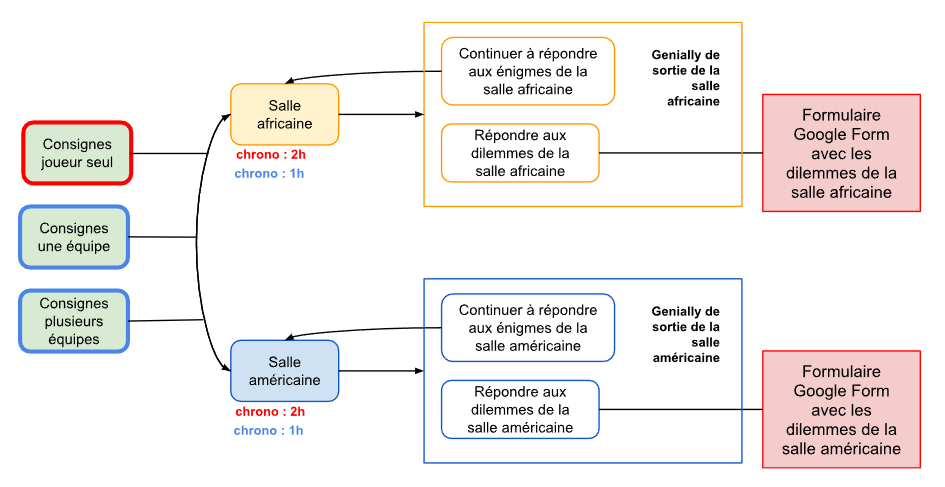 Consignes
joueur seul
Consignes
une équipe
Consignes
plusieurs
équipes
Salle
africaine
chrono : 2h
chrono : 1h
Continuer à répondre
aux énigmes de la
salle africaine
Répondre aux
dilemmes de la
salle africaine
Genially de
sortie de la
salle
africaine
Formulaire
Google Form
avec les
dilemmes de la
salle africaine
Salle
américaine
chrono : 2h
chrono : 1h
Continuer à répondre
aux énigmes de la
salle américaine
Répondre aux
dilemmes de la
salle américaine
Genially de
sortie de la
salle
américaine
Formulaire
Google Form
avec les
dilemmes de la
salle américaine